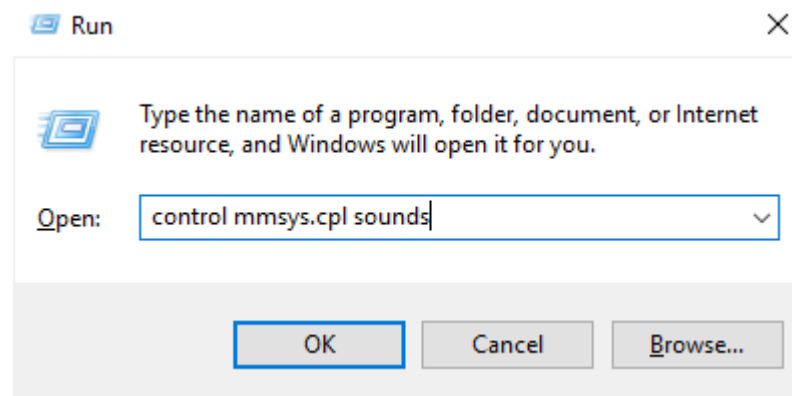 Run
Type the name of a program, folder, document, or Internet
resource, and Windows will open it for you.
Open: control mmsys.cpl sounds
OK Cancel Browse...